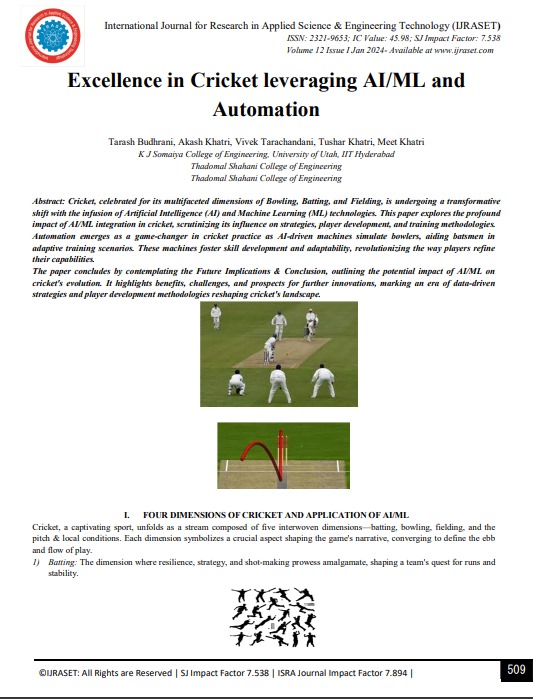 International Journal for Research in Applied Science & Engineering Technology (IJRASET)
ISSN: 2321-9653; IC Value: 45.98; SJ Impact Factor: 7.538
Volume 12 Issue I Jan 2024- Available at www.ijraset.com
Excellence in Cricket leveraging AI/ML and
Automation
Tarash Budhrani, Akash Khatri, Vivek Tarachandani, Tushar Khatri, Meet Khatri
K J Somaiya College of Engineering, University of Utah, IIT Hyderabad
Thadomal Shahani College of Engineering
Thadomal Shahani College of Engineering
Abstract: Cricket, celebrated for its multifaceted dimensions of Bowling, Batting, and Fielding, is undergoing a transformative
shift with the infusion of Artificial Intelligence (AI) and Machine Learning (ML) technologies. This paper explores the profound
impact of AI/ML integration in cricket, scrutinizing its influence on strategies, player development, and training methodologies.
Automation emerges as a game-changer in cricket practice as AI-driven machines simulate bowlers, aiding batsmen in
adaptive training scenarios. These machines foster skill development and adaptability, revolutionizing the way players refine
their capabilities.
The paper concludes by contemplating the Future Implications & Conclusion, outlining the potential impact of AI/ML on
cricket's evolution. It highlights benefits, challenges, and prospects for further innovations, marking an era of data-driven
strategies and player development methodologies reshaping cricket's landscape.
I. FOUR DIMENSIONS OF CRICKET AND APPLICATION OF AI/ML
Cricket, a captivating sport, unfolds as a stream composed of five interwoven dimensions—batting, bowling, fielding, and the
pitch & local conditions. Each dimension symbolizes a crucial aspect shaping the game's narrative, converging to define the ebb
and flow of play.
1) Batting: The dimension where resilience, strategy, and shot-making prowess amalgamate, shaping a team's quest for runs and
stability.
©IJRASET: All Rights are Reserved | SJ Impact Factor 7.538 | ISRA Journal Impact Factor 7.894 |
509